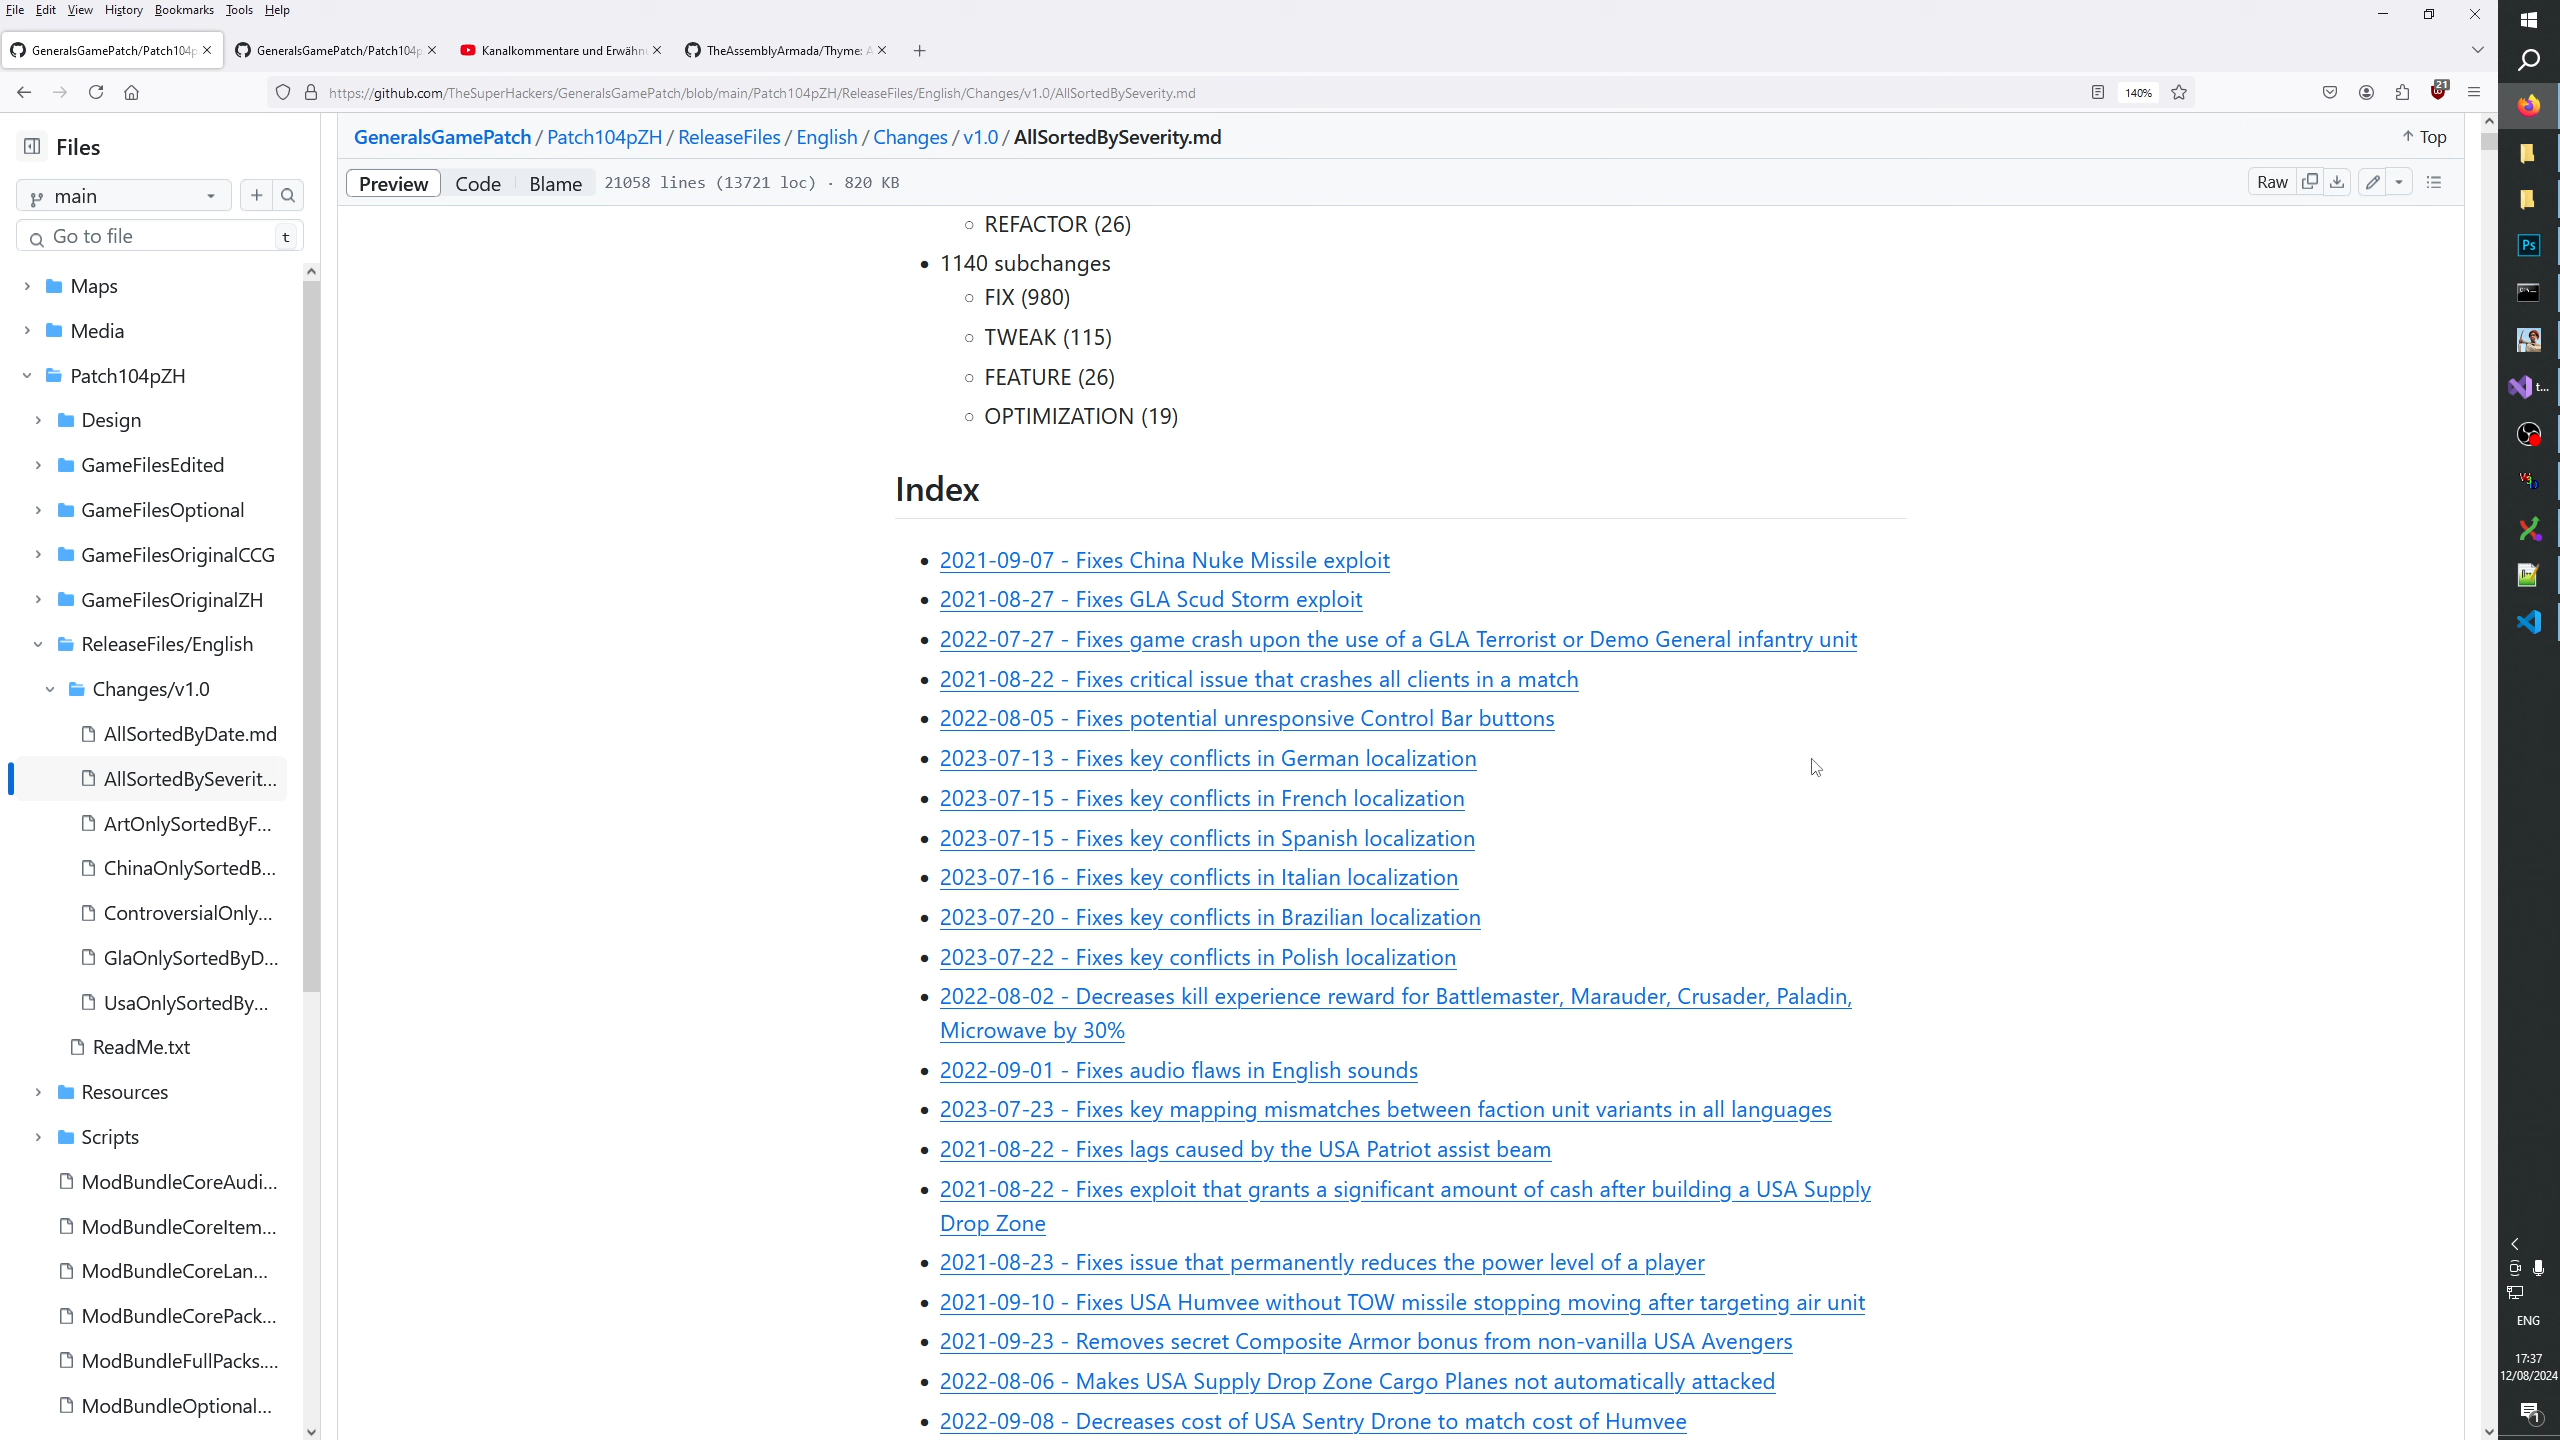 File Edit View History Bookmarks Tools Help
GeneralsGamePatch/Patch104p
GeneralsGamePatch/Patch104p
Kanalkommentare und Erwähn
TheAssemblyArmada/Thyme: A
https://github.com/TheSuperHackers/GeneralsGamePatch/blob/main/Patch104pZH/ReleaseFiles/English/Changes/v1.0/AllSortedBySeverity.md
140%
21
Files
main
Go to file
t
Maps
Media
Patch104pZH
Design
GameFilesEdited
GameFilesOptional
GameFilesOriginalCCG
GameFilesOriginalZH
ReleaseFiles/English
Changes/v1.0
AllSortedByDate.md
AllSortedBySeverit...
ArtOnlySortedByF...
ChinaOnlySortedB...
ControversialOnly...
GlaOnlySortedByD...
UsaOnlySortedBy...
ReadMe.txt
Resources
Scripts
ModBundleCoreAudi...
ModBundleCoreItem...
ModBundleCoreLan...
ModBundleCorePack...
ModBundleFullPacks....
ModBundleOptional...
GeneralsGamePatch / Patch104pZH / ReleaseFiles / English / Changes / v1.0 / AllSortedBySeverity.md
Top
Preview Code Blame 21058 lines (13721 loc) · 820 KB
Raw
REFACTOR (26)
1140 subchanges
FIX (980)
TWEAK (115)
FEATURE (26)
OPTIMIZATION (19)
Index
2021-09-07 - Fixes China Nuke Missile exploit
2021-08-27 - Fixes GLA Scud Storm exploit
2022-07-27 - Fixes game crash upon the use of a GLA Terrorist or Demo General infantry unit
2021-08-22 - Fixes critical issue that crashes all clients in a match
2022-08-05 - Fixes potential unresponsive Control Bar buttons
2023-07-13 - Fixes key conflicts in German localization
2023-07-15 - Fixes key conflicts in French localization
2023-07-15 - Fixes key conflicts in Spanish localization
2023-07-16 - Fixes key conflicts in Italian localization
2023-07-20 - Fixes key conflicts in Brazilian localization
2023-07-22 - Fixes key conflicts in Polish localization
2022-08-02 - Decreases kill experience reward for Battlemaster, Marauder, Crusader, Paladin,
Microwave by 30%
2022-09-01 - Fixes audio flaws in English sounds
2023-07-23 - Fixes key mapping mismatches between faction unit variants in all languages
2021-08-22 - Fixes lags caused by the USA Patriot assist beam
2021-08-22 - Fixes exploit that grants a significant amount of cash after building a USA Supply
Drop Zone
2021-08-23 - Fixes issue that permanently reduces the power level of a player
2021-09-10 - Fixes USA Humvee without TOW missile stopping moving after targeting air unit
2021-09-23 - Removes secret Composite Armor bonus from non-vanilla USA Avengers
2022-08-06 - Makes USA Supply Drop Zone Cargo Planes not automatically attacked
2022-09-08 - Decreases cost of USA Sentry Drone to match cost of Humvee
Ps
t...
ENG
17:37
12/08/2024
1